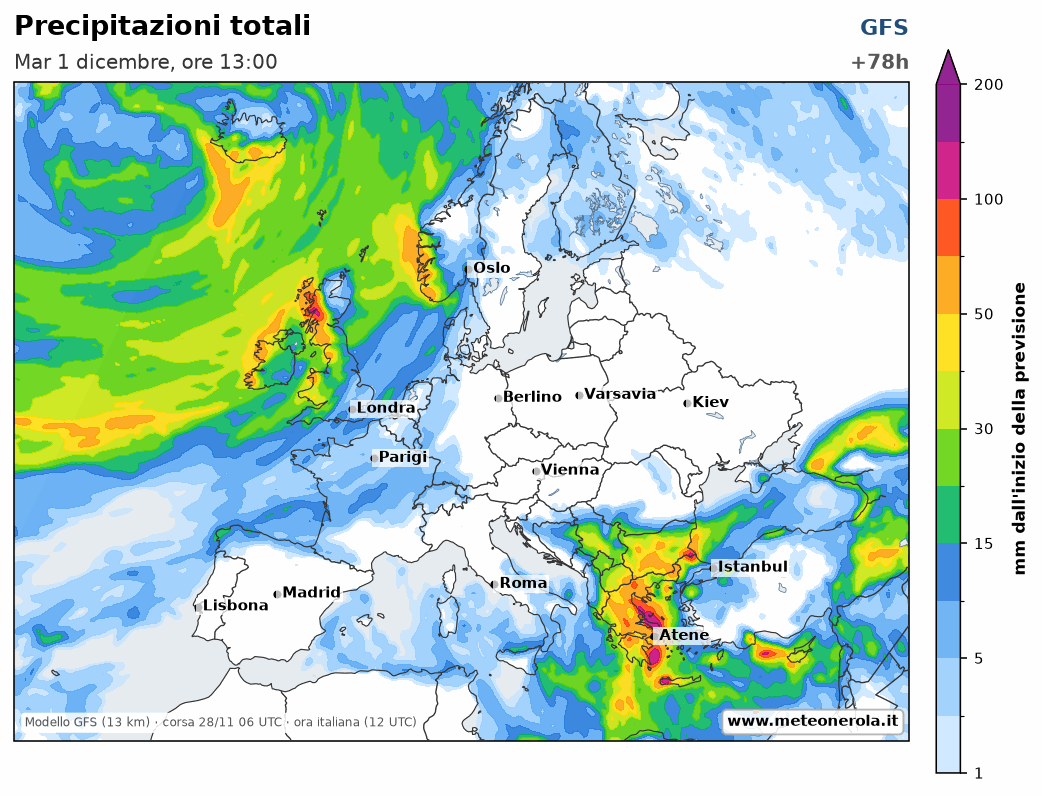 Precipitazioni totali
GFS
Mar 1 dicembre, ore 13:00
+78h
200
100
50
30
15
5
1
mm dall'inizio della previsione
Oslo
Londra
Berlino
Varsavia
Kiev
Parigi
Vienna
Istanbul
Roma
Madrid
Lisbona
Atene
Modello GFS (13 km) · corsa 28/11 06 UTC · ora italiana (12 UTC)
www.meteonerola.it